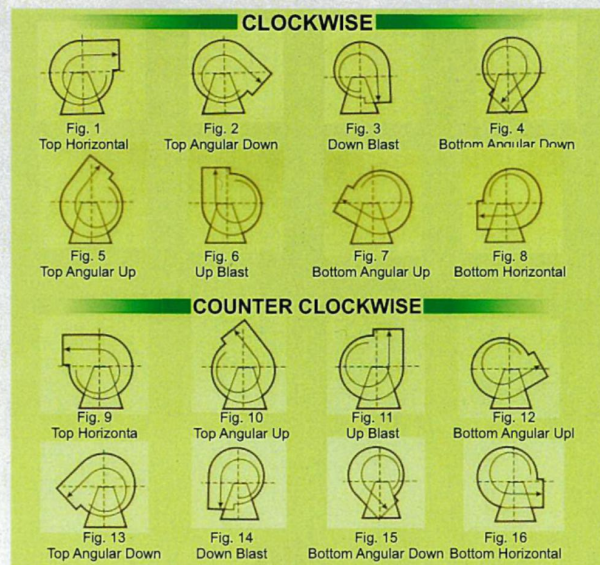 CLOCKWISE
Fig. 1
Top Horizontal
Fig. 2
Top Angular Down
Fig. 3
Down Blast
Fig. 4
Bottom Angular Down
Fig. 5
Top Angular Up
Fig. 6
Up Blast
Fig. 7
Bottom Angular Up
Fig. 8
Bottom Horizontal
COUNTER CLOCKWISE
Fig. 9
Top Horizonta
Fig. 10
Top Angular Up
Fig. 11
Up Blast
Fig. 12
Bottom Angular Upl
Fig. 13
Top Angular Down
Fig. 14
Down Blast
Fig. 15
Bottom Angular Down
Fig. 16
Bottom Horizontal